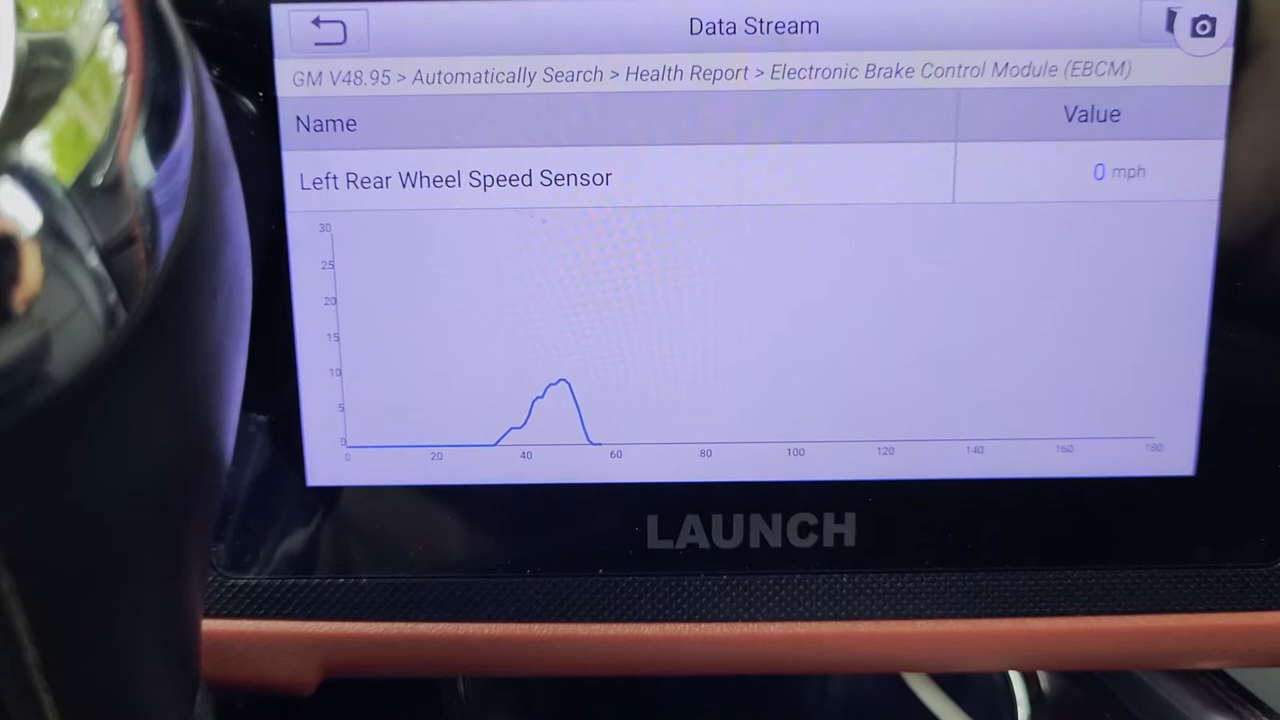 Data Stream
GM V48.95 > Automatically Search > Health Report > Electronic Brake Control Module (EBCM)
Name Value
Left Rear Wheel Speed Sensor 0 mph
30
25
20
15
10
5
0
0 20 40 60 80 100 120 140 160 180
LAUNCH